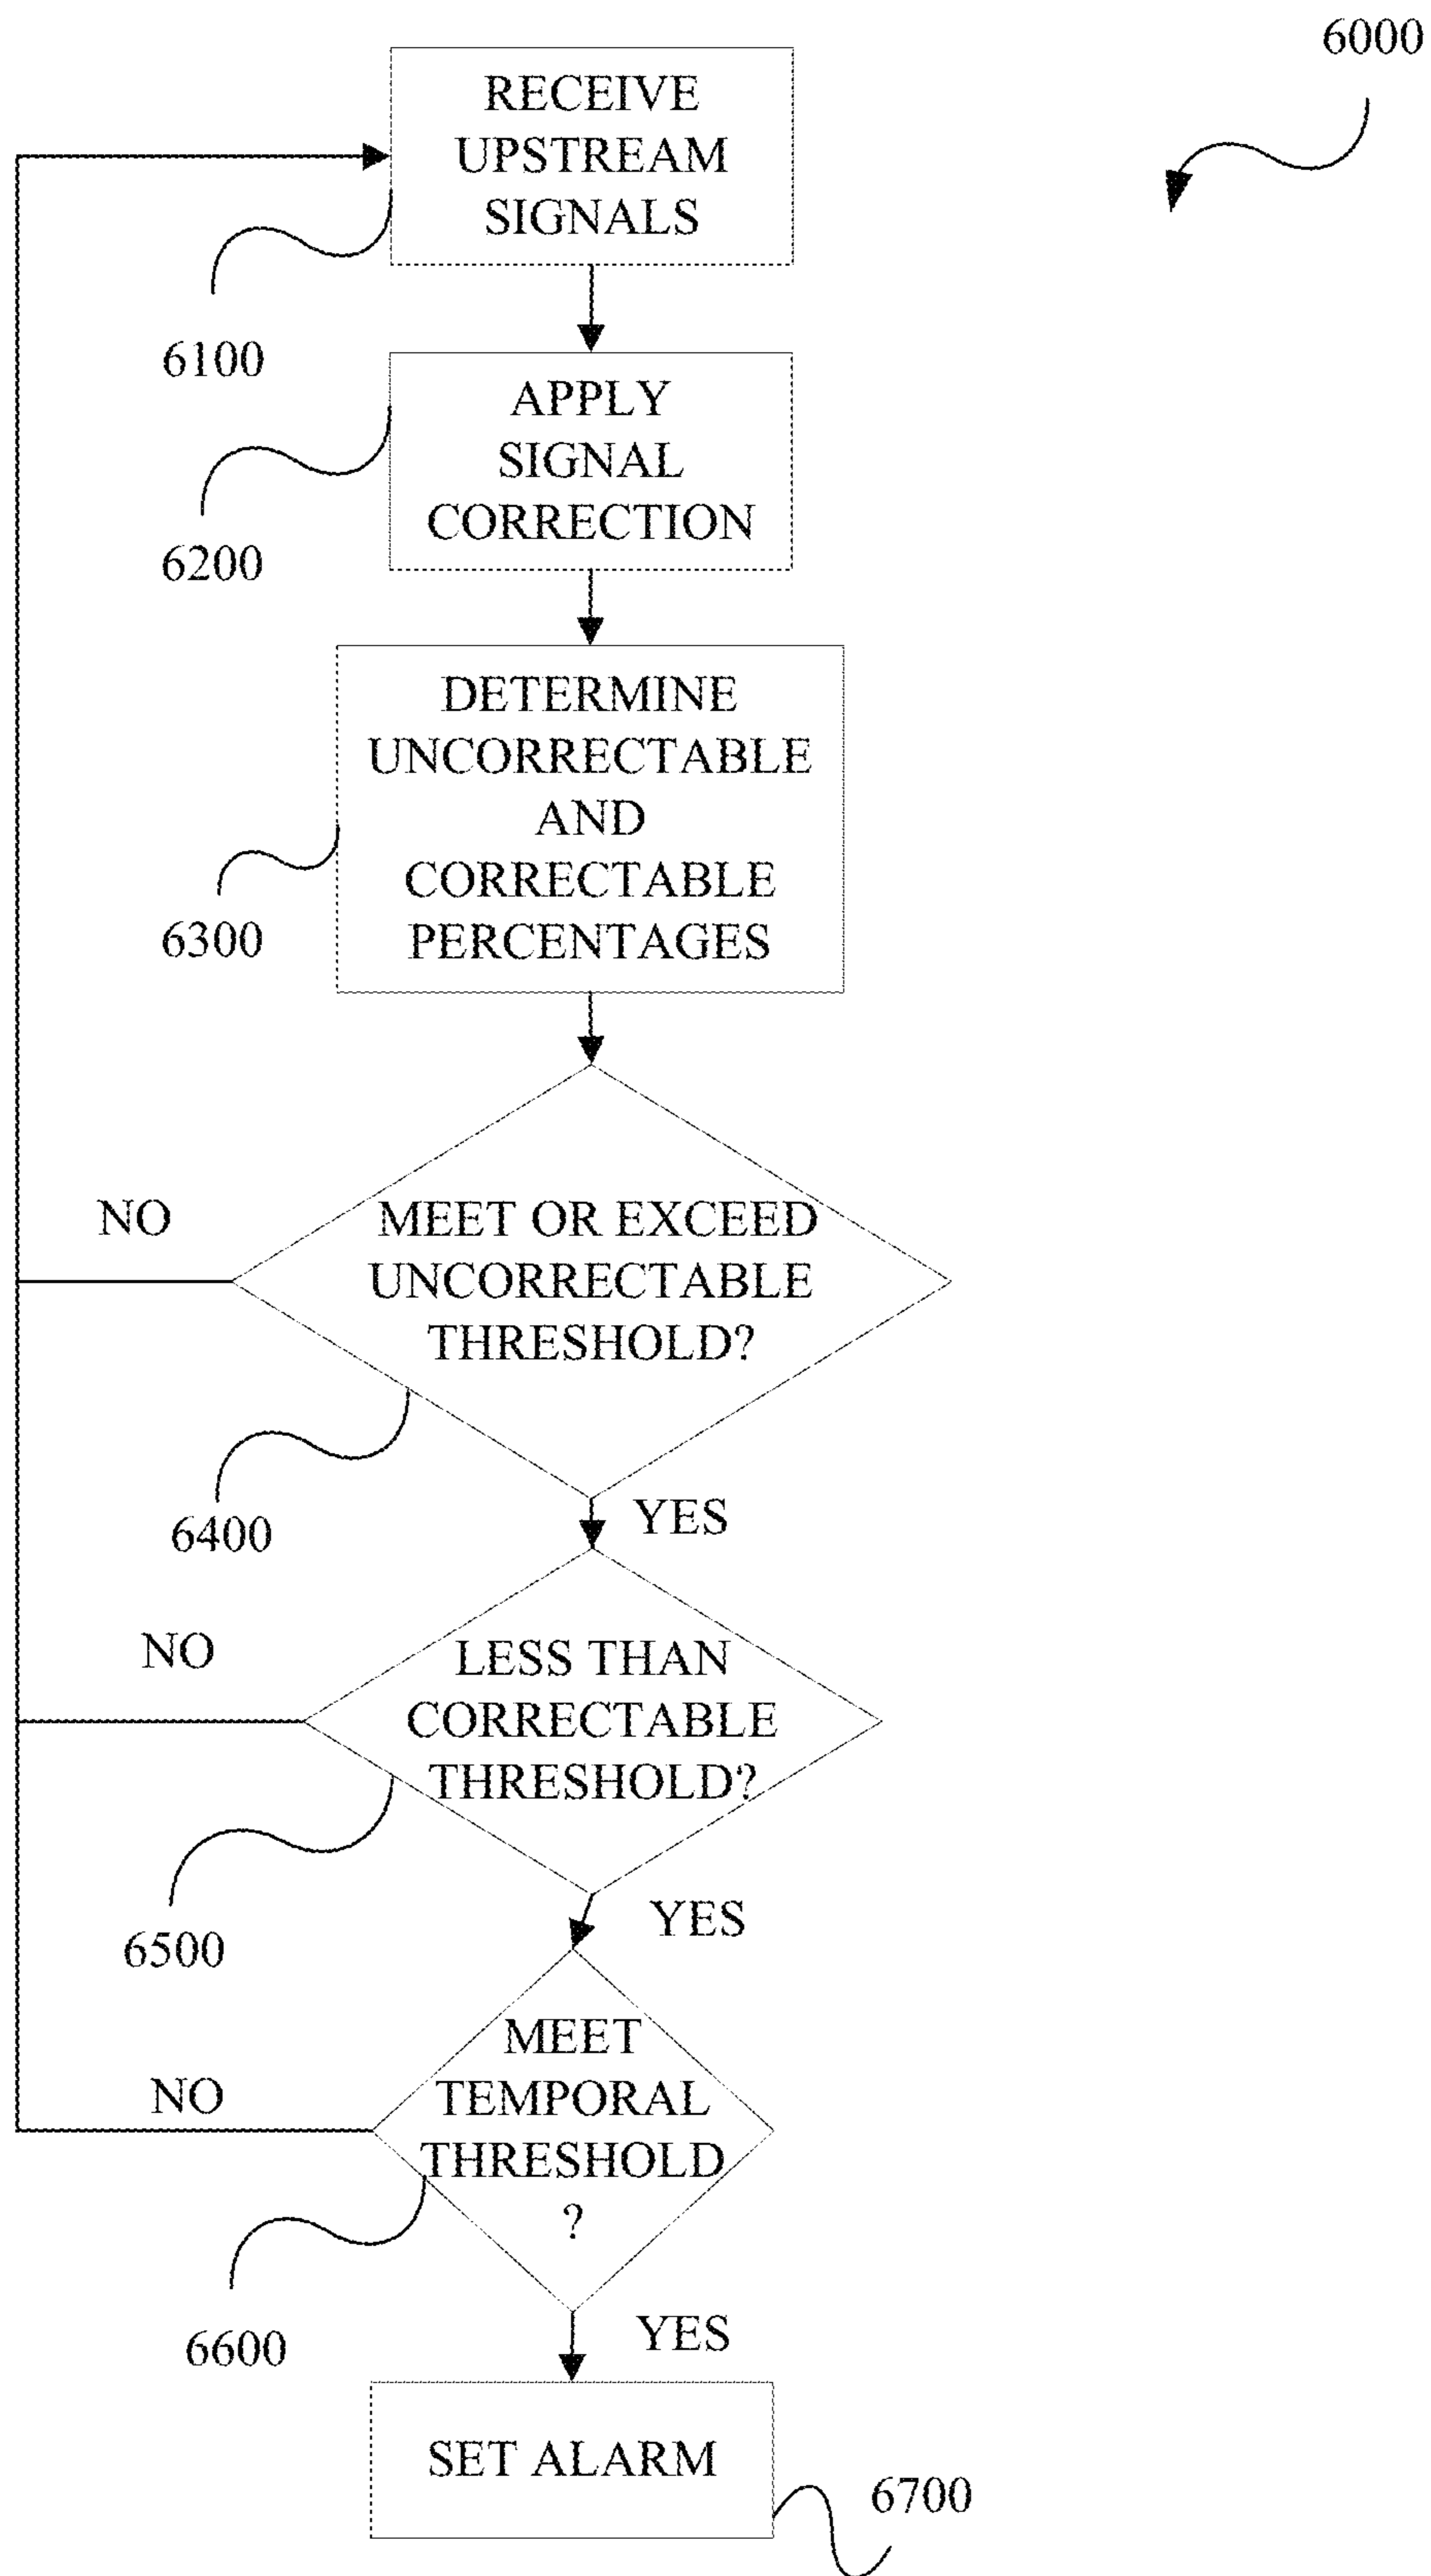 6000
RECEIVE
UPSTREAM
SIGNALS
6100
APPLY
SIGNAL
CORRECTION
6200
DETERMINE
UNCORRECTABLE
AND
CORRECTABLE
PERCENTAGES
6300
NO
MEET OR EXCEED
UNCORRECTABLE
THRESHOLD?
6400
YES
NO
LESS THAN
CORRECTABLE
THRESHOLD?
6500
YES
NO
MEET
TEMPORAL
THRESHOLD
?
6600
YES
SET ALARM
6700